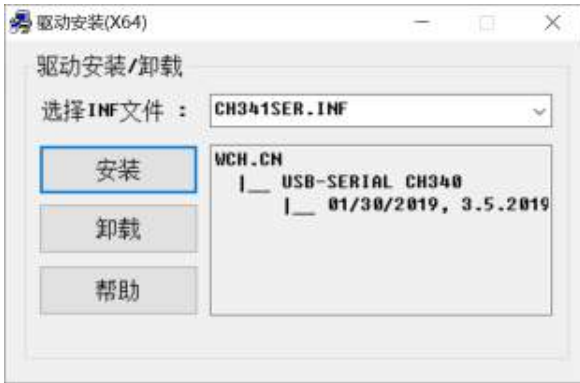 驱动安装(X64)
驱动安装/卸载
选择INF文件 : CH341SER.INF
安装
WCH.CN
|__ USB-SERIAL CH340
|__ 01/30/2019, 3.5.2019
卸载
帮助